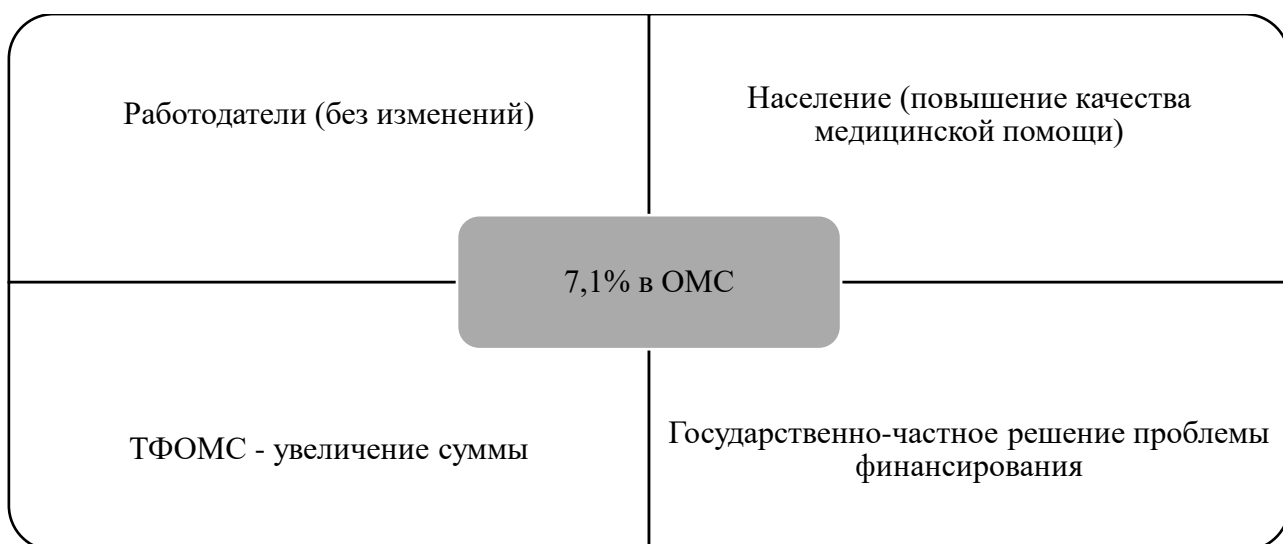 Работодатели (без изменений)
Население (повышение качества
медицинской помощи)
7,1% в ОМС
ТФОМС - увеличение суммы
Государственно-частное решение проблемы
финансирования